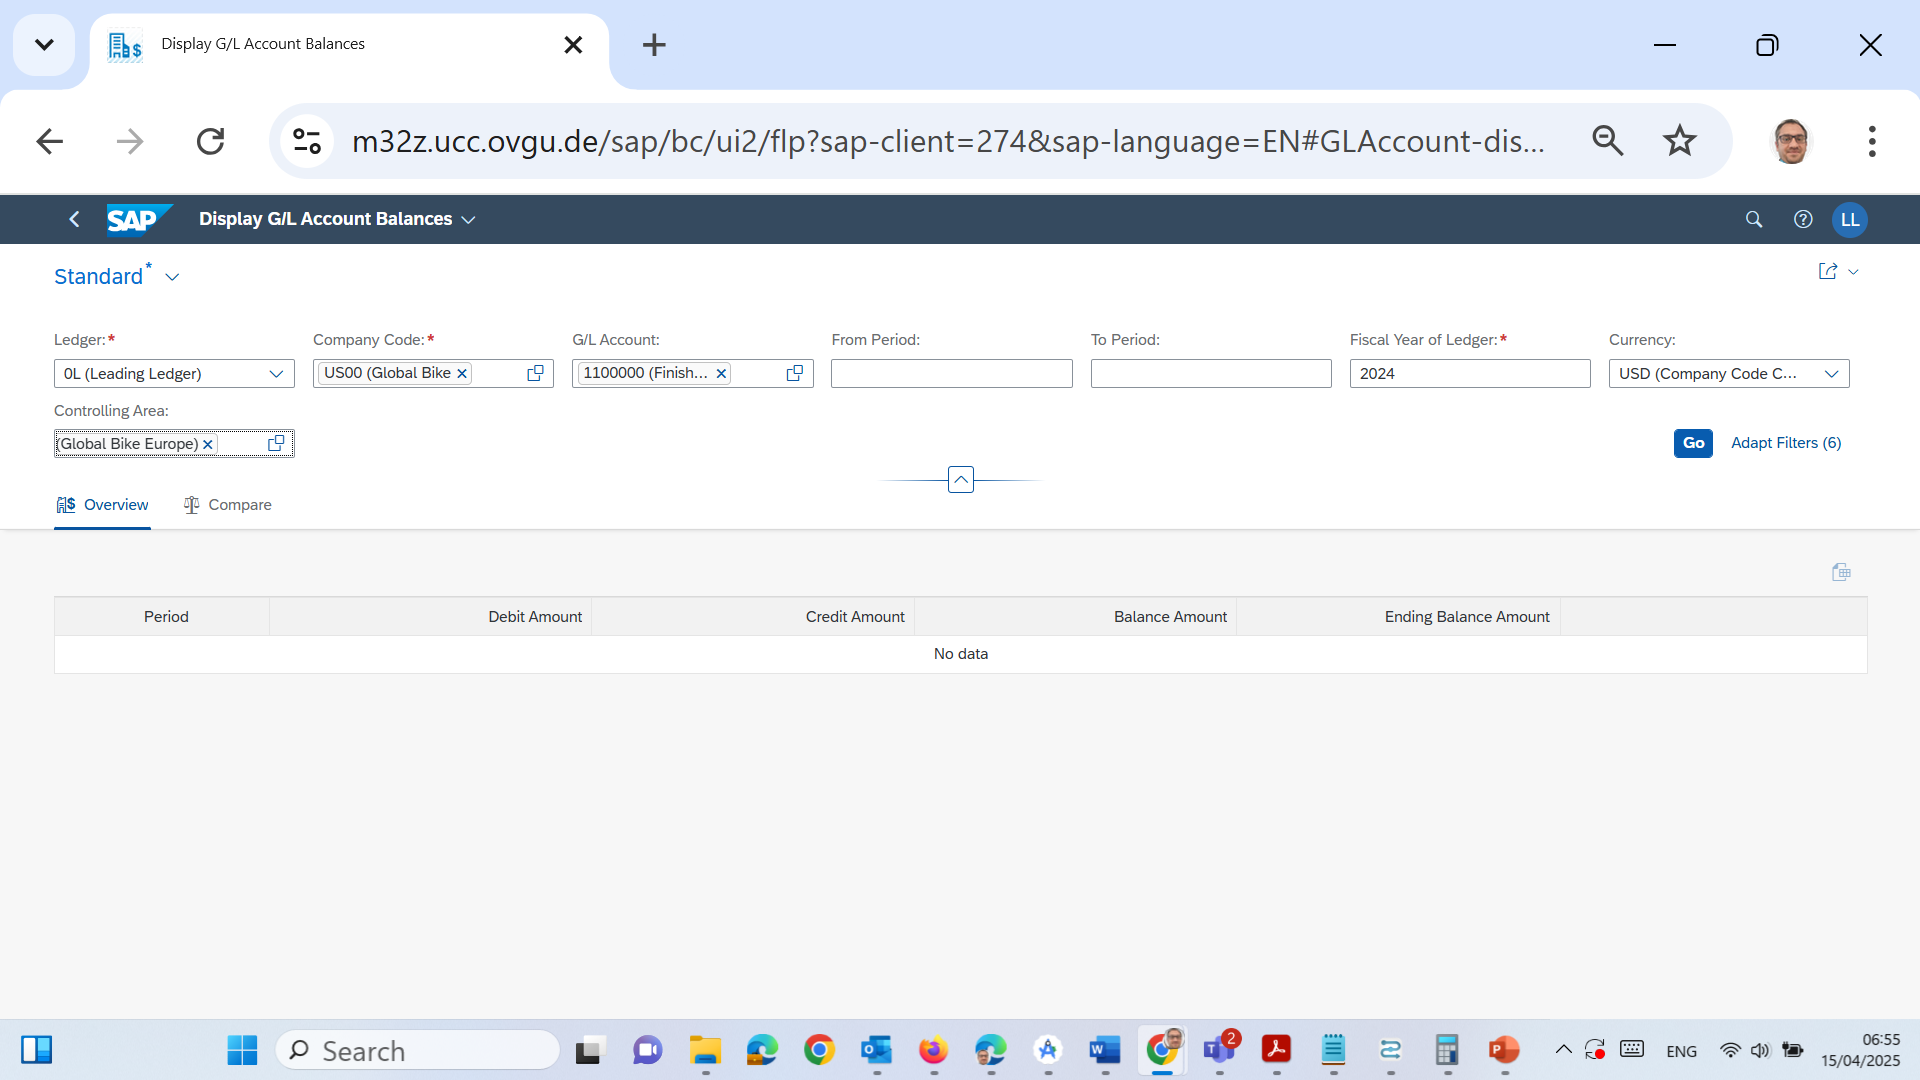 Display G/L Account Balances
m32z.ucc.ovgu.de/sap/bc/ui2/flp?sap-client=274&sap-language=EN#GLAccount-dis...
SAP Display G/L Account Balances LL
Standard*
Ledger:* Company Code:* G/L Account: From Period: To Period: Fiscal Year of Ledger:* Currency:
0L (Leading Ledger) US00 (Global Bike 1100000 (Finish... 2024 USD (Company Code C...
Controlling Area:
(Global Bike Europe) Go Adapt Filters (6)
Overview Compare
Period Debit Amount Credit Amount Balance Amount Ending Balance Amount
No data
Search 2 ENG 06:55
15/04/2025